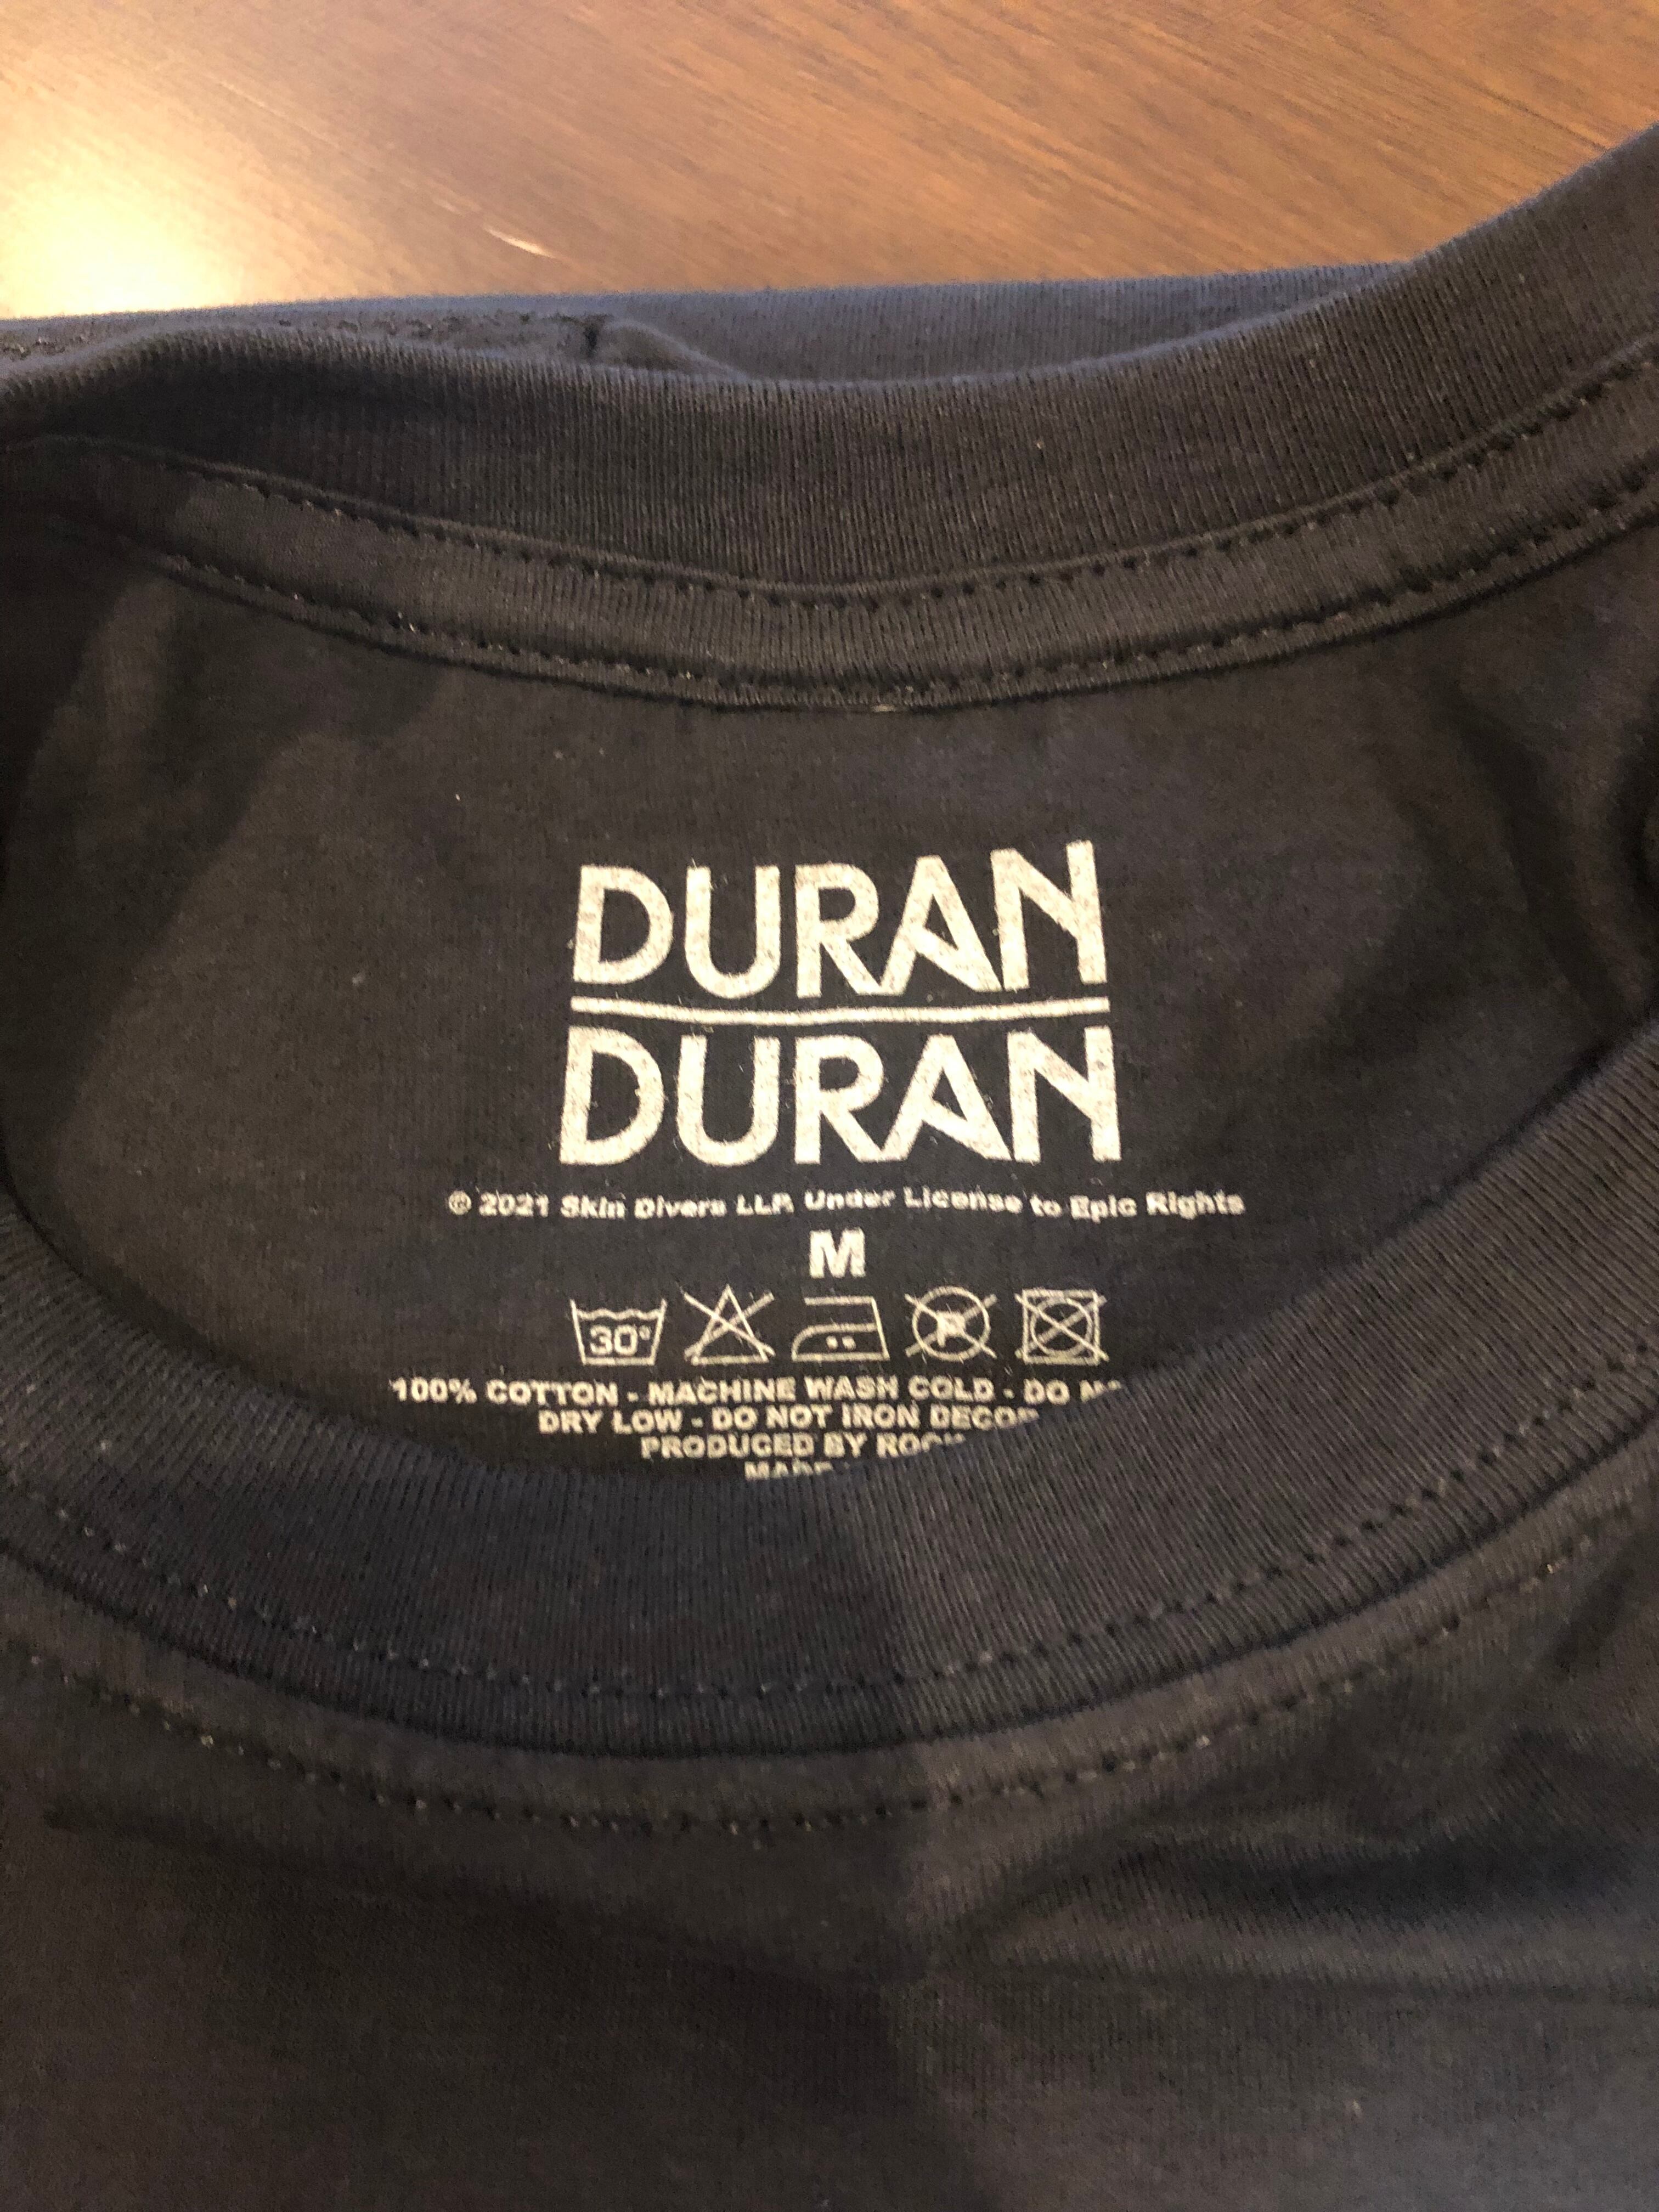 DURAN
DURAN
© 2021 Skin Divers LLP. Under License to Epic Rights
M
30° P
100% COTTON - MACHINE WASH COLD - DO
DRY LOW - DO NOT IRON
PRODUCED BY